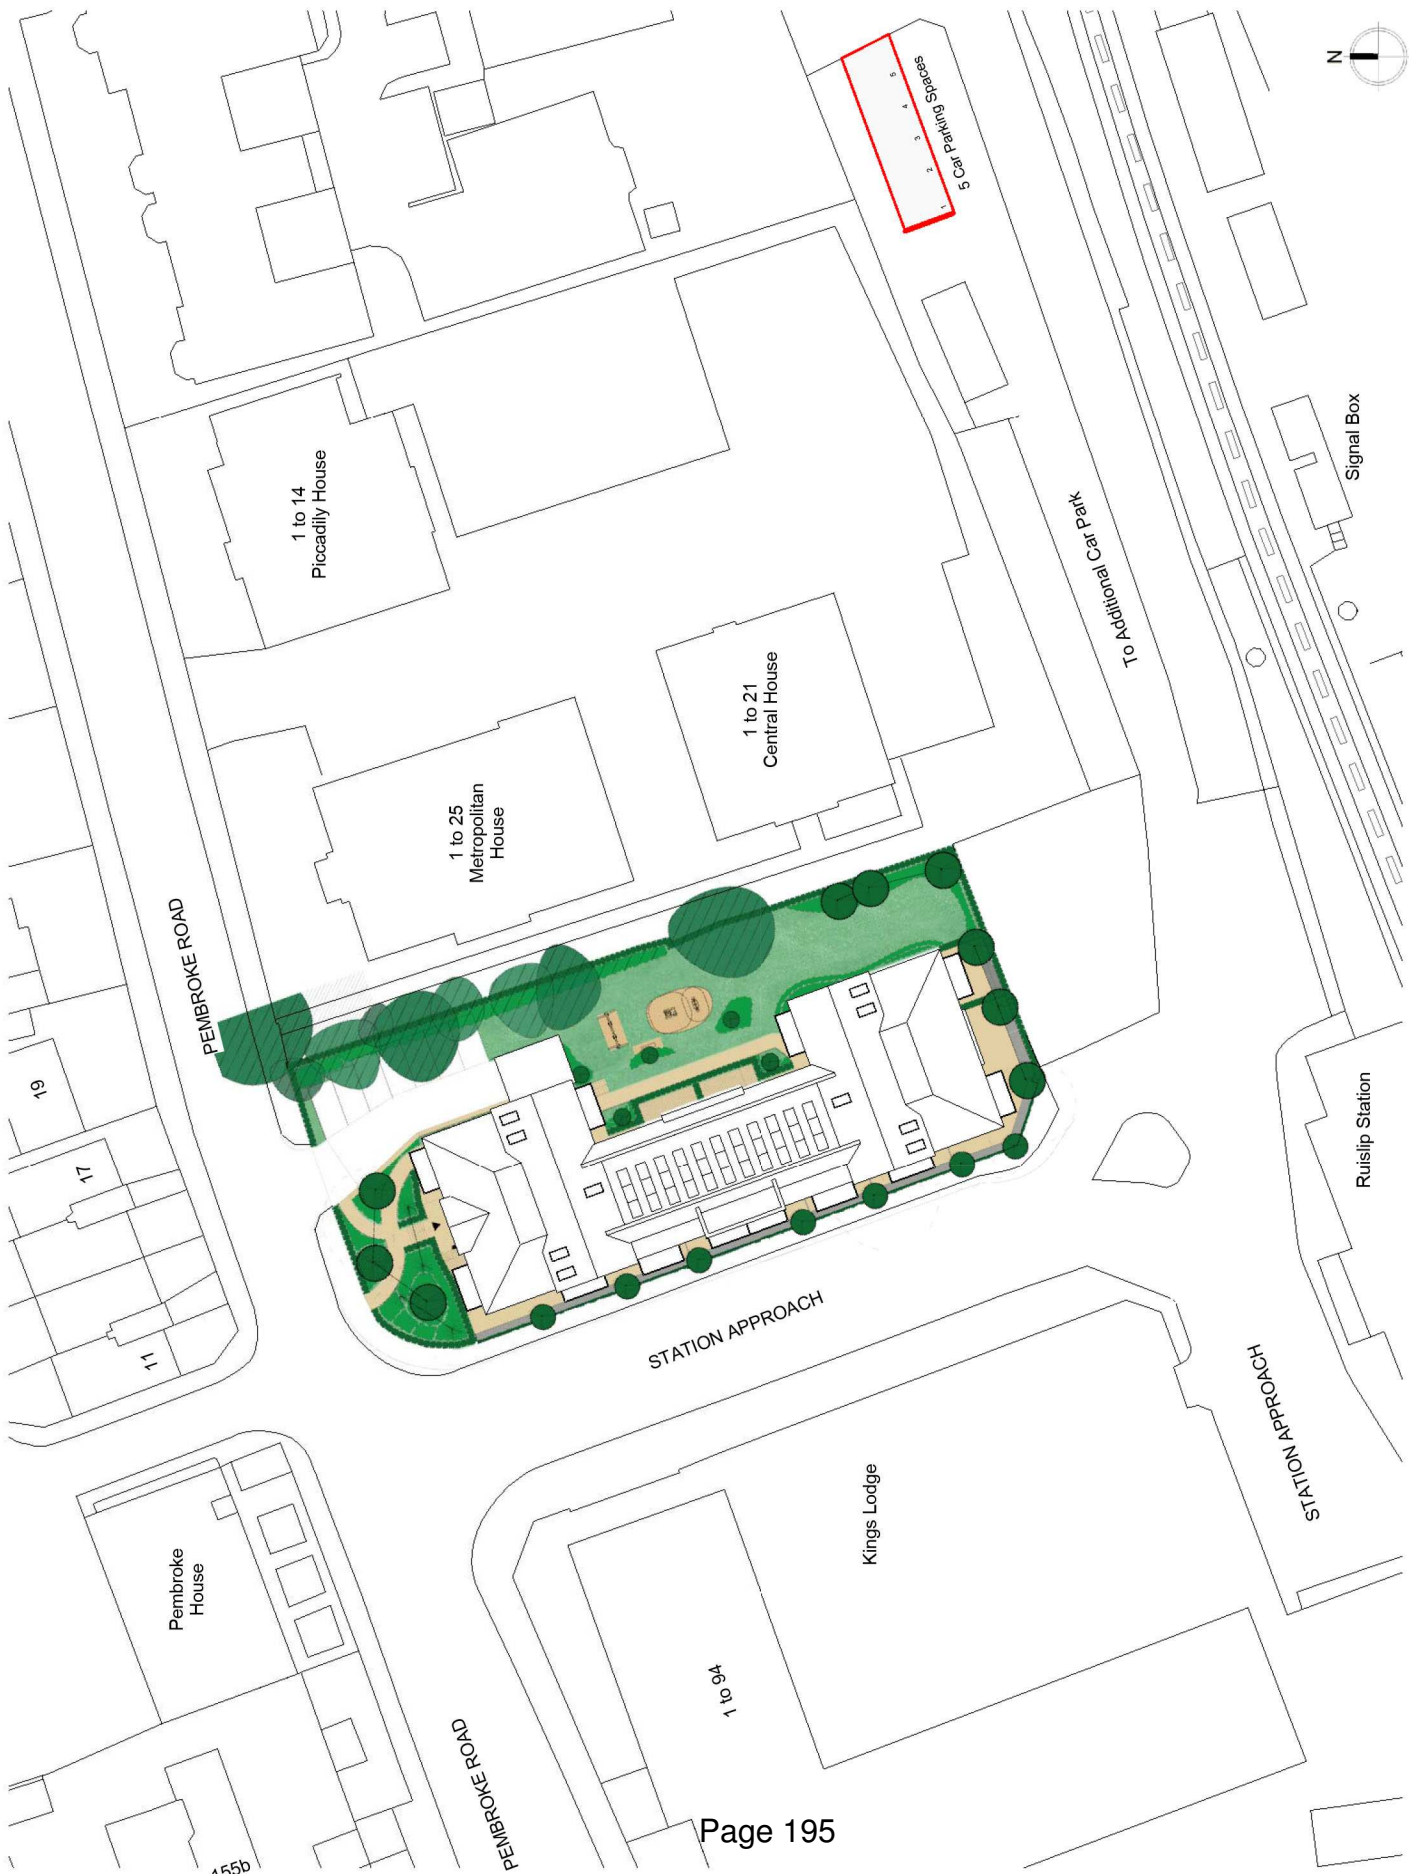 N
1
2
3
4
5
5 Car Parking Spaces
1 to 14
Piccadily House
Signal Box
To Additional Car Park
1 to 21
Central House
1 to 25
Metropolitan
House
PEMBROKE ROAD
19
17
11
Ruislip Station
STATION APPROACH
STATION APPROACH
Kings Lodge
Pembroke
House
1 to 94
PEMBROKE ROAD
155b
Page 195